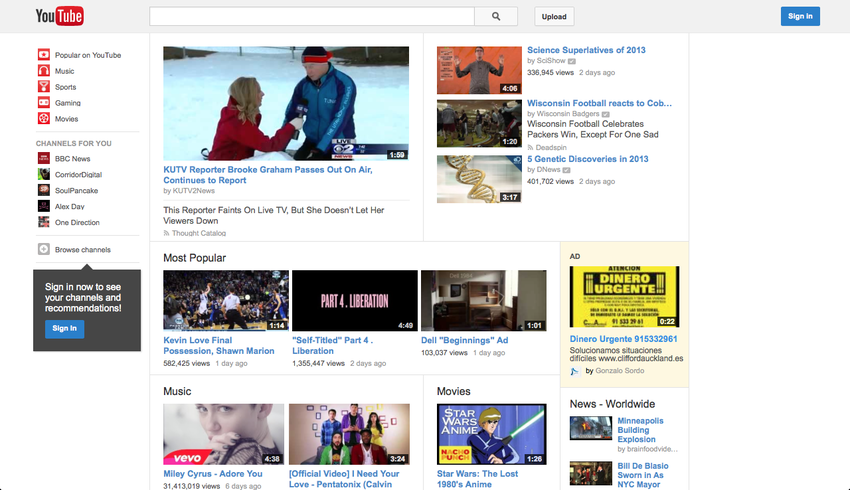 YouTube
Upload
Sign in
Popular on YouTube
Music
Sports
Gaming
Movies
CHANNELS FOR YOU
BBC News
CorridorDigital
SoulPancake
Alex Day
One Direction
Browse channels
Sign in now to see
your channels and
recommendations!
Sign In
LIVE
2
1:59
KUTV Reporter Brooke Graham Passes Out On Air,
Continues to Report
by KUTV2News
This Reporter Faints On Live TV, But She Doesn't Let Her
Viewers Down
Thought Catalog
4:06
Science Superlatives of 2013
by SciShow
336,945 views 2 days ago
1:20
Wisconsin Football reacts to Cob...
by Wisconsin Badgers
Wisconsin Football Celebrates
Packers Win, Except For One Sad
Deadspin
3:17
5 Genetic Discoveries in 2013
by DNews
401,702 views 2 days ago
Most Popular
1:14
Kevin Love Final
Possession, Shawn Marion
582,425 views 1 day ago
PART 4 . LIBERATION
4:49
"Self-Titled" Part 4 .
Liberation
1,355,447 views 2 days ago
Dell 1984
1:01
Dell "Beginnings" Ad
103,037 views 1 day ago
AD
ATENCION
DINERO
URGENTE
91 533 29 61
0:22
Dinero Urgente 915332961
Solucionamos situaciones
difíciles www.cliffordauckland.es
by Gonzalo Sordo
Music
vevo
4:38
Miley Cyrus - Adore You
31,413,019 views 6 days ago
3:24
[Official Video] I Need Your
Love - Pentatonix (Calvin
Movies
STAR
WARS
ANIME
NACHO
PUNCH
1:26
Star Wars: The Lost
1980's Anime
News - Worldwide
Minneapolis
Building
Explosion
by brainfoodvide...
Bill De Blasio
Sworn in As
NYC Mayor